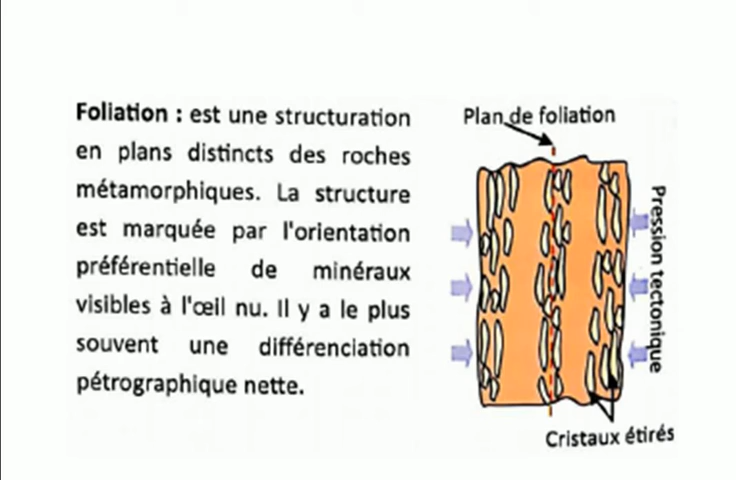 Foliation : est une structuration
en plans distincts des roches
métamorphiques. La structure
est marquée par l'orientation
préférentielle de minéraux
visibles à l'œil nu. Il y a le plus
souvent une différenciation
pétrographique nette.
Plan de foliation
Pression tectonique
Cristaux étirés